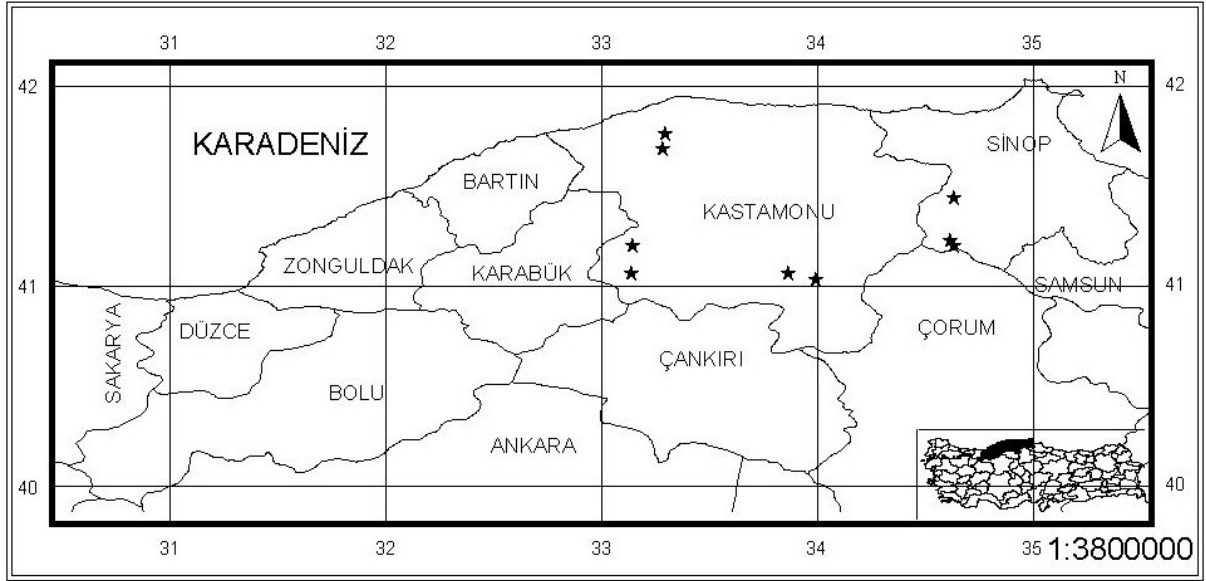 31 32 33 34 35
42 42
N
KARADENİZ
SİNOP
BARTIN
KASTAMONU
ZONGULDAK
KARABÜK
41 41
SAMSUN
DÜZCE
ÇORUM
SAKARYA
ÇANKIRI
BOLU
ANKARA
40 40
31 32 33 34 35
1:3800000